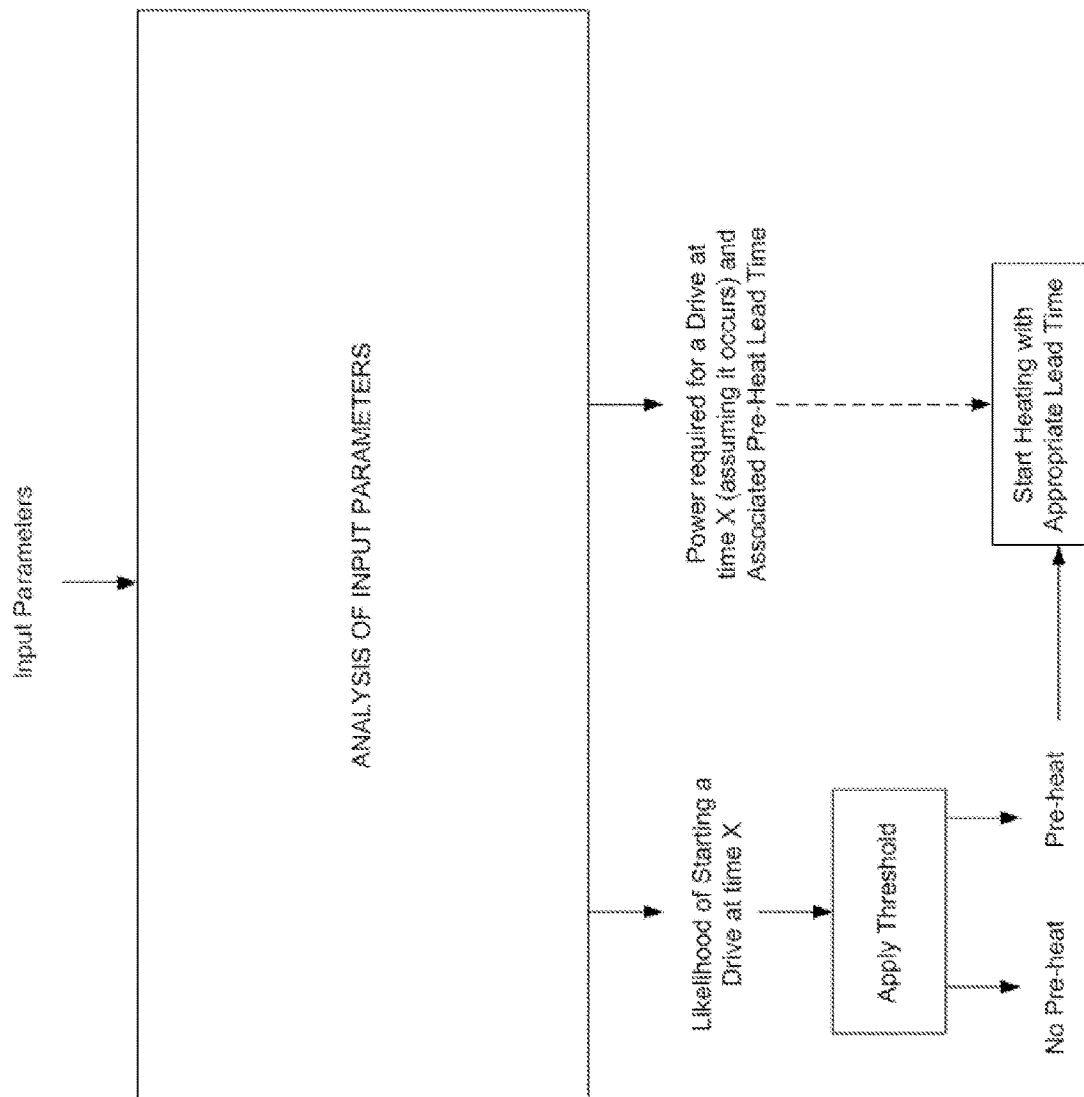 Input Parameters
ANALYSIS OF INPUT PARAMETERS
Likelihood of Starting a
Drive at time X
Power required for a Drive at
time X (assuming it occurs) and
Associated Pre-Heat Lead Time
Apply Threshold
No Pre-heat
Pre-heat
Start Heating with
Appropriate Lead Time